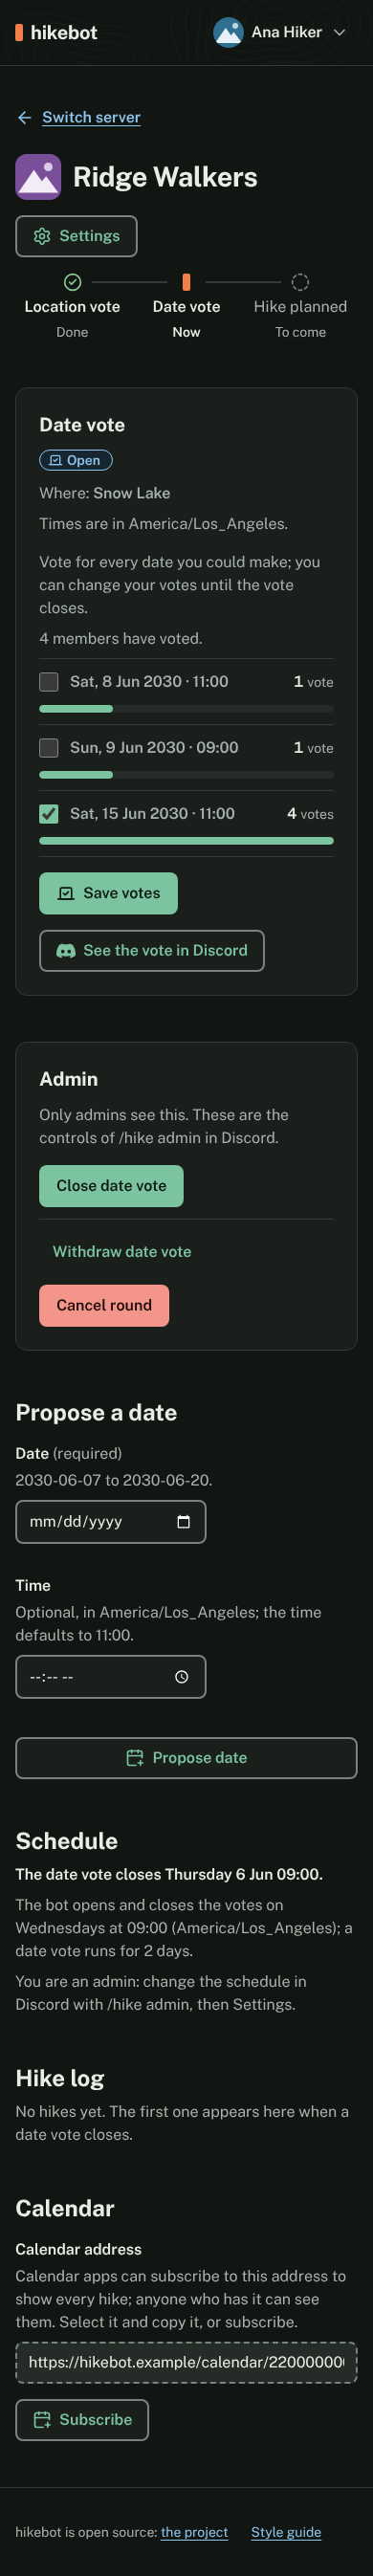 hikebot
Ana Hiker
Switch server
Ridge Walkers
Settings
Location vote
Date vote
Hike planned
Done
Now
To come
Date vote
Open
Where: Snow Lake
Times are in America/Los_Angeles.
Vote for every date you could make; you
can change your votes until the vote
closes.
4 members have voted.
Sat, 8 Jun 2030 · 11:00
1 vote
Sun, 9 Jun 2030 · 09:00
1 vote
Sat, 15 Jun 2030 · 11:00
4 votes
Save votes
See the vote in Discord
Admin
Only admins see this. These are the
controls of /hike admin in Discord.
Close date vote
Withdraw date vote
Cancel round
Propose a date
Date (required)
2030-06-07 to 2030-06-20.
mm/dd/yyyy
Time
Optional, in America/Los_Angeles; the time
defaults to 11:00.
--:-- --
Propose date
Schedule
The date vote closes Thursday 6 Jun 09:00.
The bot opens and closes the votes on
Wednesdays at 09:00 (America/Los_Angeles); a
date vote runs for 2 days.
You are an admin: change the schedule in
Discord with /hike admin, then Settings.
Hike log
No hikes yet. The first one appears here when a
date vote closes.
Calendar
Calendar address
Calendar apps can subscribe to this address to
show every hike; anyone who has it can see
them. Select it and copy it, or subscribe.
https://hikebot.example/calendar/220000000
Subscribe
hikebot is open source: the project
Style guide